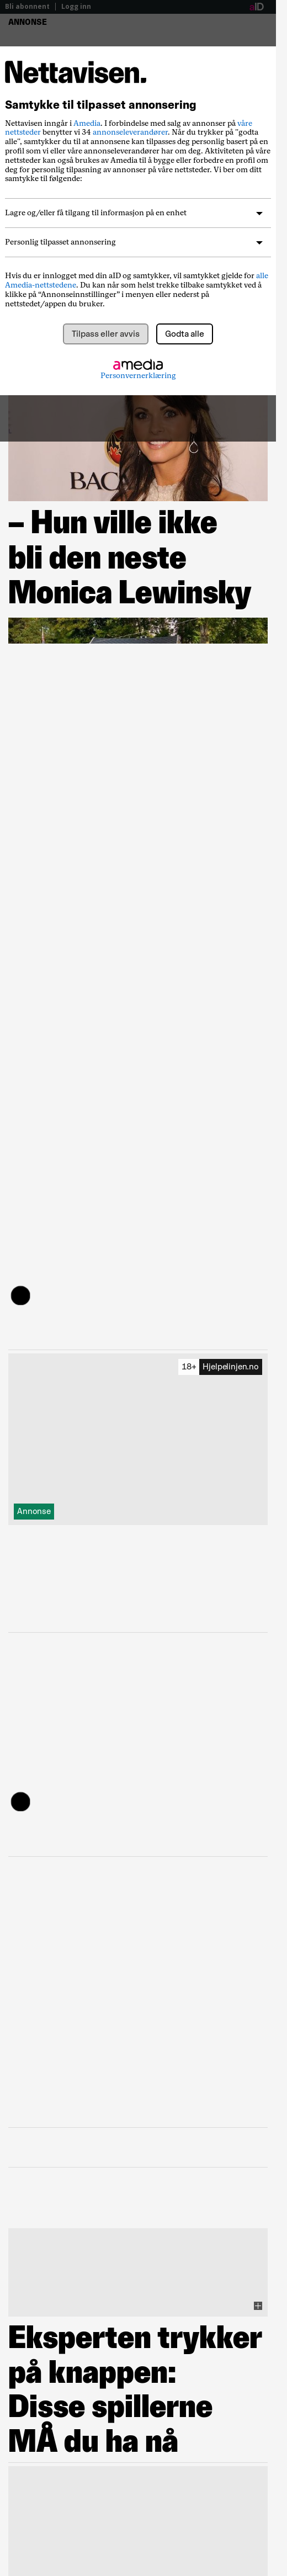 Bli abonnent | Logg inn
aID
ANNONSE
Nettavisen.
Samtykke til tilpasset annonsering
Nettavisen inngår i Amedia. I forbindelse med salg av annonser på våre
nettsteder benytter vi 34 annonseleverandører. Når du trykker på "godta
alle", samtykker du til at annonsene kan tilpasses deg personlig basert på en
profil som vi eller våre annonseleverandører har om deg. Aktiviteten på våre
nettsteder kan også brukes av Amedia til å bygge eller forbedre en profil om
deg for personlig tilpasning av annonser på våre nettsteder. Vi ber om ditt
samtykke til følgende:
Lagre og/eller få tilgang til informasjon på en enhet
Personlig tilpasset annonsering
Hvis du er innlogget med din aID og samtykker, vil samtykket gjelde for alle
Amedia-nettstedene. Du kan når som helst trekke tilbake samtykket ved å
klikke på “Annonseinnstillinger” i menyen eller nederst på
nettstedet/appen du bruker.
Tilpass eller avvis
Godta alle
amedia
Personvernerklæring
BAC
– Hun ville ikke
bli den neste
Monica Lewinsky
18+ Hjelpelinjen.no
Annonse
Eksperten trykker
på knappen:
Disse spillerne
MÅ du ha nå